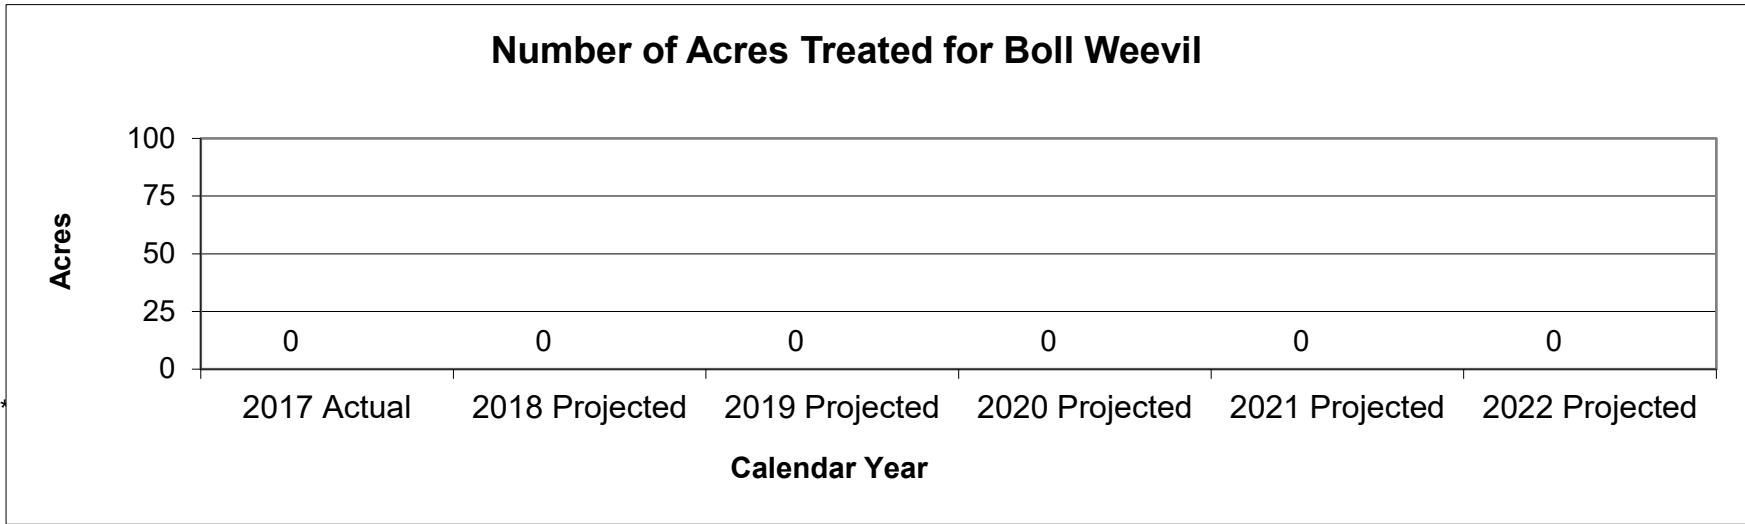 Number of Acres Treated for Boll Weevil
100
75
50
25
0
Acres
0 0 0 0 0 0
* 2017 Actual 2018 Projected 2019 Projected 2020 Projected 2021 Projected 2022 Projected
Calendar Year